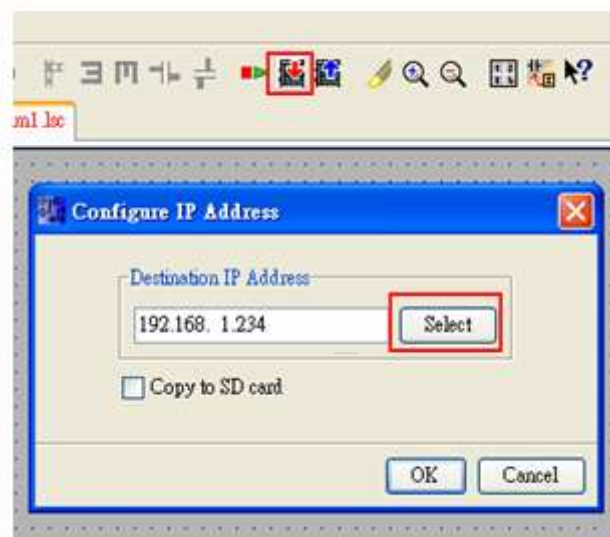 Configure IP Address
Destination IP Address
192.168. 1.234
Select
Copy to SD card
OK
Cancel